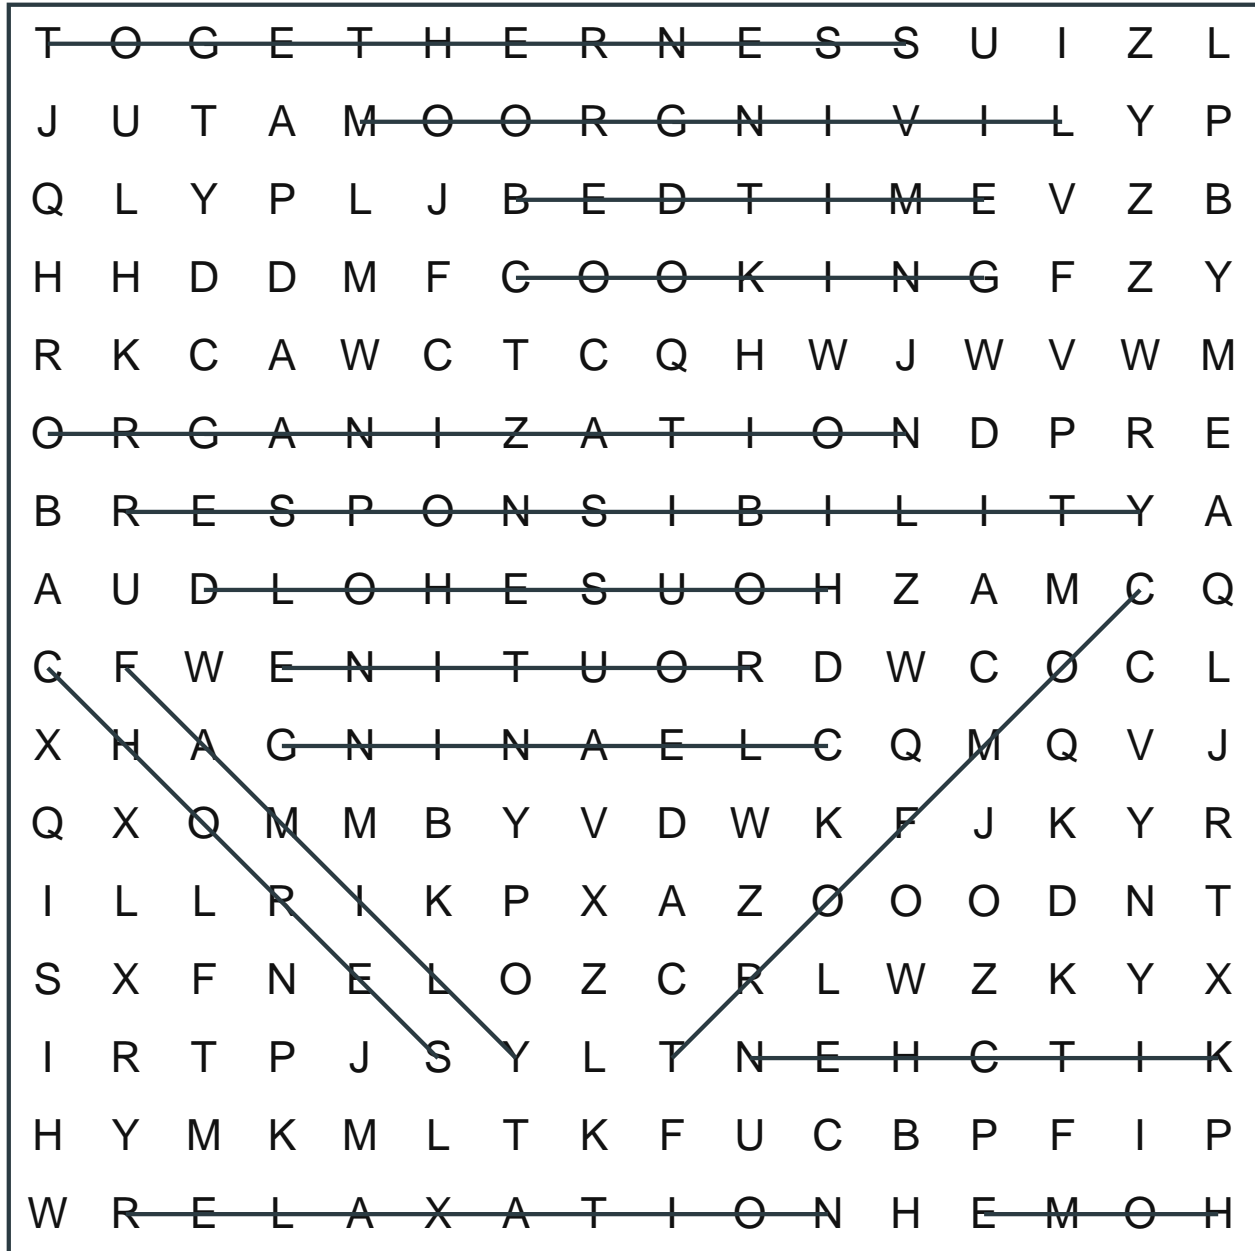 T O G E T H E R N E S S U I Z L
J U T A M O O R G N I V I L Y P
Q L Y P L J B E D T I M E V Z B
H H D D M F C O O K I N G F Z Y
R K C A W C T C Q H W J W V W M
O R G A N I Z A T I O N D P R E
B R E S P O N S I B I L I T Y A
A U D L O H E S U O H Z A M C Q
C F W E N I T U O R D W C O C L
X H A G N I N A E L C Q M Q V J
Q X O M M B Y V D W K F J K Y R
I L L R I K P X A Z O O O D N T
S X F N E L O Z C R L W Z K Y X
I R T P J S Y L T N E H C T I K
H Y M K M L T K F U C B P F I P
W R E L A X A T I O N H E M O H